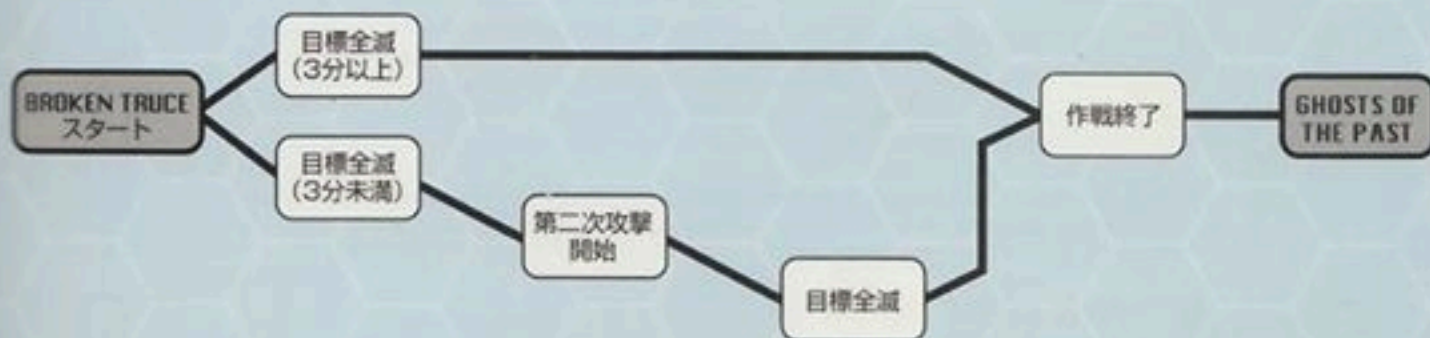 BROKEN TRUCE
スタート
目標全滅
(3分以上)
目標全滅
(3分未満)
第二次攻撃
開始
目標全滅
作戦終了
GHOSTS OF
THE PAST